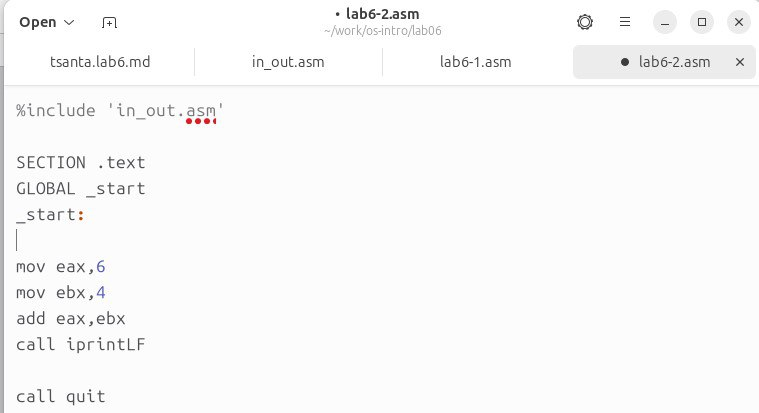 Open
• lab6-2.asm
~/work/os-intro/lab06
tsanta.lab6.md
in_out.asm
lab6-1.asm
● lab6-2.asm
%include 'in_out.asm'
SECTION .text
GLOBAL _start
_start:
mov eax,6
mov ebx,4
add eax,ebx
call iprintLF
call quit